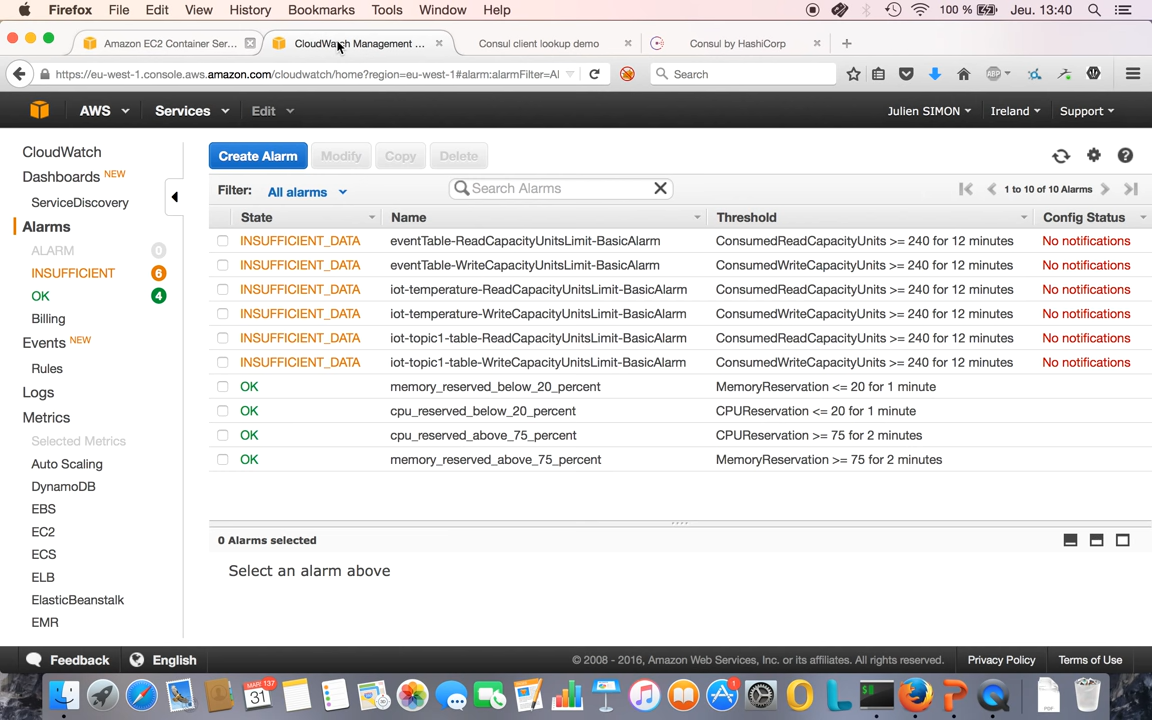 Firefox File Edit View History Bookmarks Tools Window Help 100 % Jeu. 13:40
Amazon EC2 Container Ser... CloudWatch Management ... Consul client lookup demo Consul by HashiCorp
https://eu-west-1.console.aws.amazon.com/cloudwatch/home?region=eu-west-1#alarm:alarmFilter=Al Search ABP
AWS Services Edit Julien SIMON Ireland Support
CloudWatch
Dashboards NEW
ServiceDiscovery
Alarms
ALARM 0
INSUFFICIENT 6
OK 4
Billing
Events NEW
Rules
Logs
Metrics
Selected Metrics
Auto Scaling
DynamoDB
EBS
EC2
ECS
ELB
ElasticBeanstalk
EMR
Create Alarm Modify Copy Delete
Filter: All alarms Search Alarms 1 to 10 of 10 Alarms
State Name Threshold Config Status
INSUFFICIENT_DATA eventTable-ReadCapacityUnitsLimit-BasicAlarm ConsumedReadCapacityUnits >= 240 for 12 minutes No notifications
INSUFFICIENT_DATA eventTable-WriteCapacityUnitsLimit-BasicAlarm ConsumedWriteCapacityUnits >= 240 for 12 minutes No notifications
INSUFFICIENT_DATA iot-temperature-ReadCapacityUnitsLimit-BasicAlarm ConsumedReadCapacityUnits >= 240 for 12 minutes No notifications
INSUFFICIENT_DATA iot-temperature-WriteCapacityUnitsLimit-BasicAlarm ConsumedWriteCapacityUnits >= 240 for 12 minutes No notifications
INSUFFICIENT_DATA iot-topic1-table-ReadCapacityUnitsLimit-BasicAlarm ConsumedReadCapacityUnits >= 240 for 12 minutes No notifications
INSUFFICIENT_DATA iot-topic1-table-WriteCapacityUnitsLimit-BasicAlarm ConsumedWriteCapacityUnits >= 240 for 12 minutes No notifications
OK memory_reserved_below_20_percent MemoryReservation <= 20 for 1 minute
OK cpu_reserved_below_20_percent CPUReservation <= 20 for 1 minute
OK cpu_reserved_above_75_percent CPUReservation >= 75 for 2 minutes
OK memory_reserved_above_75_percent MemoryReservation >= 75 for 2 minutes
0 Alarms selected
Select an alarm above
Feedback English © 2008 - 2016, Amazon Web Services, Inc. or its affiliates. All rights reserved. Privacy Policy Terms of Use
31 1